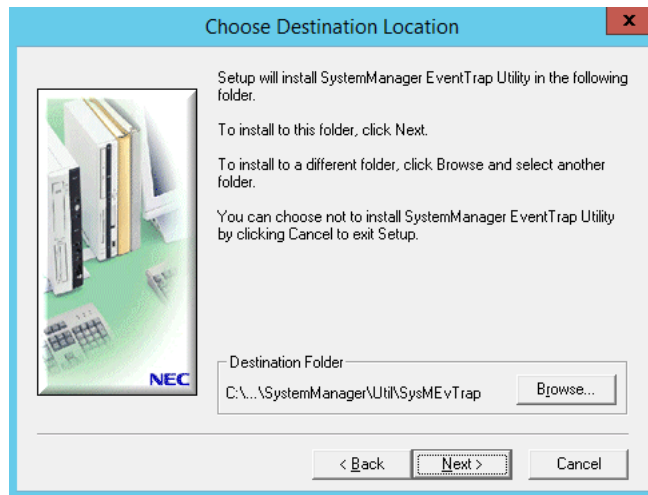 Choose Destination Location
x
Setup will install SystemManager EventTrap Utility in the following
folder.
To install to this folder, click Next.
To install to a different folder, click Browse and select another
folder.
You can choose not to install SystemManager EventTrap Utility
by clicking Cancel to exit Setup.
NEC
Destination Folder
C:\...\SystemManager\Util\SysMEvTrap
Browse...
< Back
Next >
Cancel